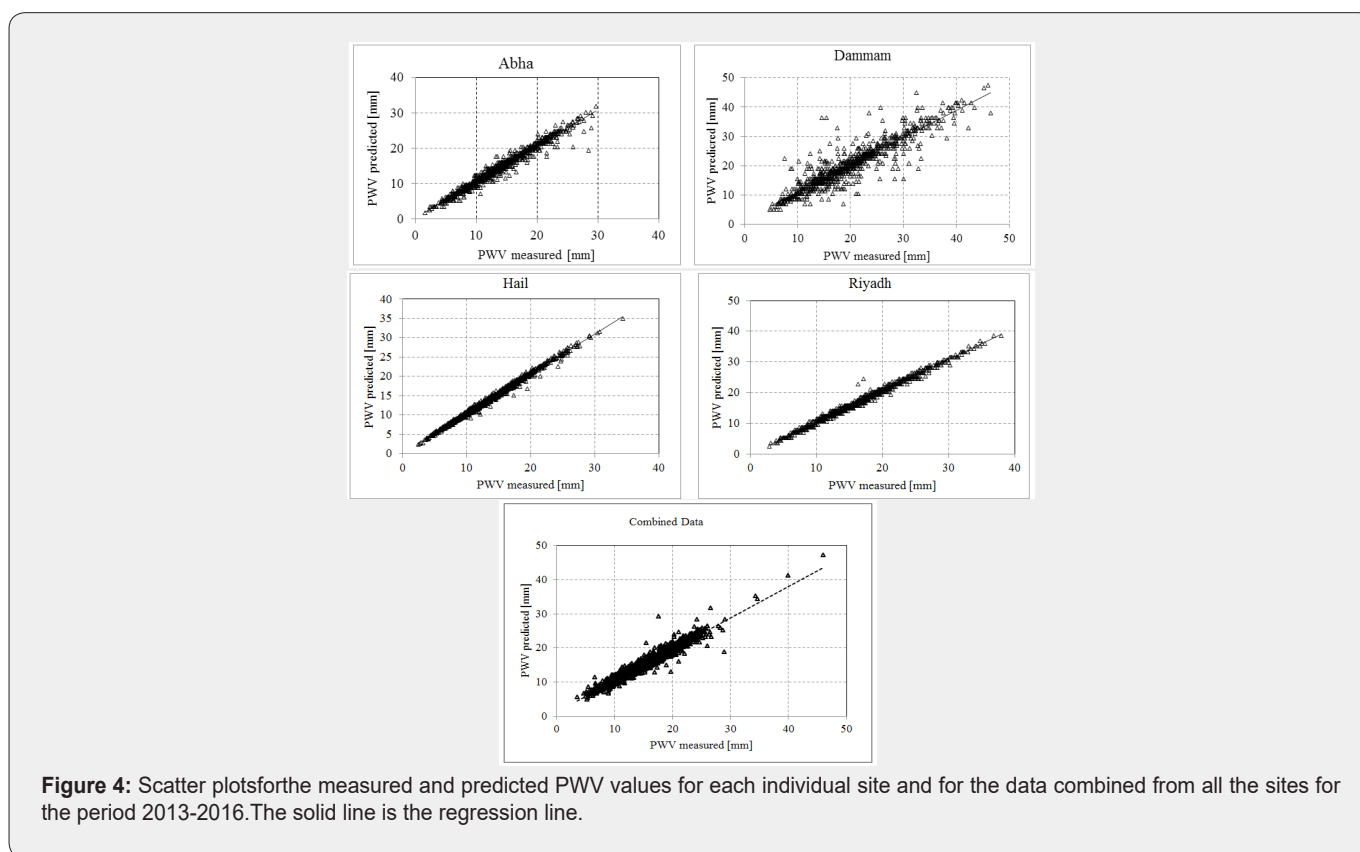 Abha
40
30
20
10
0
PWV predicted [mm]
0 10 20 30 40
PWV measured [mm]
Dammam
50
40
30
20
10
0
PWV predicred [mm]
0 10 20 30 40 50
PWV measured [mm]
Hail
40
35
30
25
20
15
10
5
0
PWV predicted [mm]
0 10 20 30 40
PWV measured [mm]
Riyadh
50
40
30
20
10
0
PWV predicted [mm]
0 10 20 30 40
PWV measured [mm]
Combined Data
50
40
30
20
10
0
PWV predicted [mm]
0 10 20 30 40 50
PWV measured [mm]
Figure 4: Scatter plotsforthe measured and predicted PWV values for each individual site and for the data combined from all the sites for
the period 2013-2016.The solid line is the regression line.